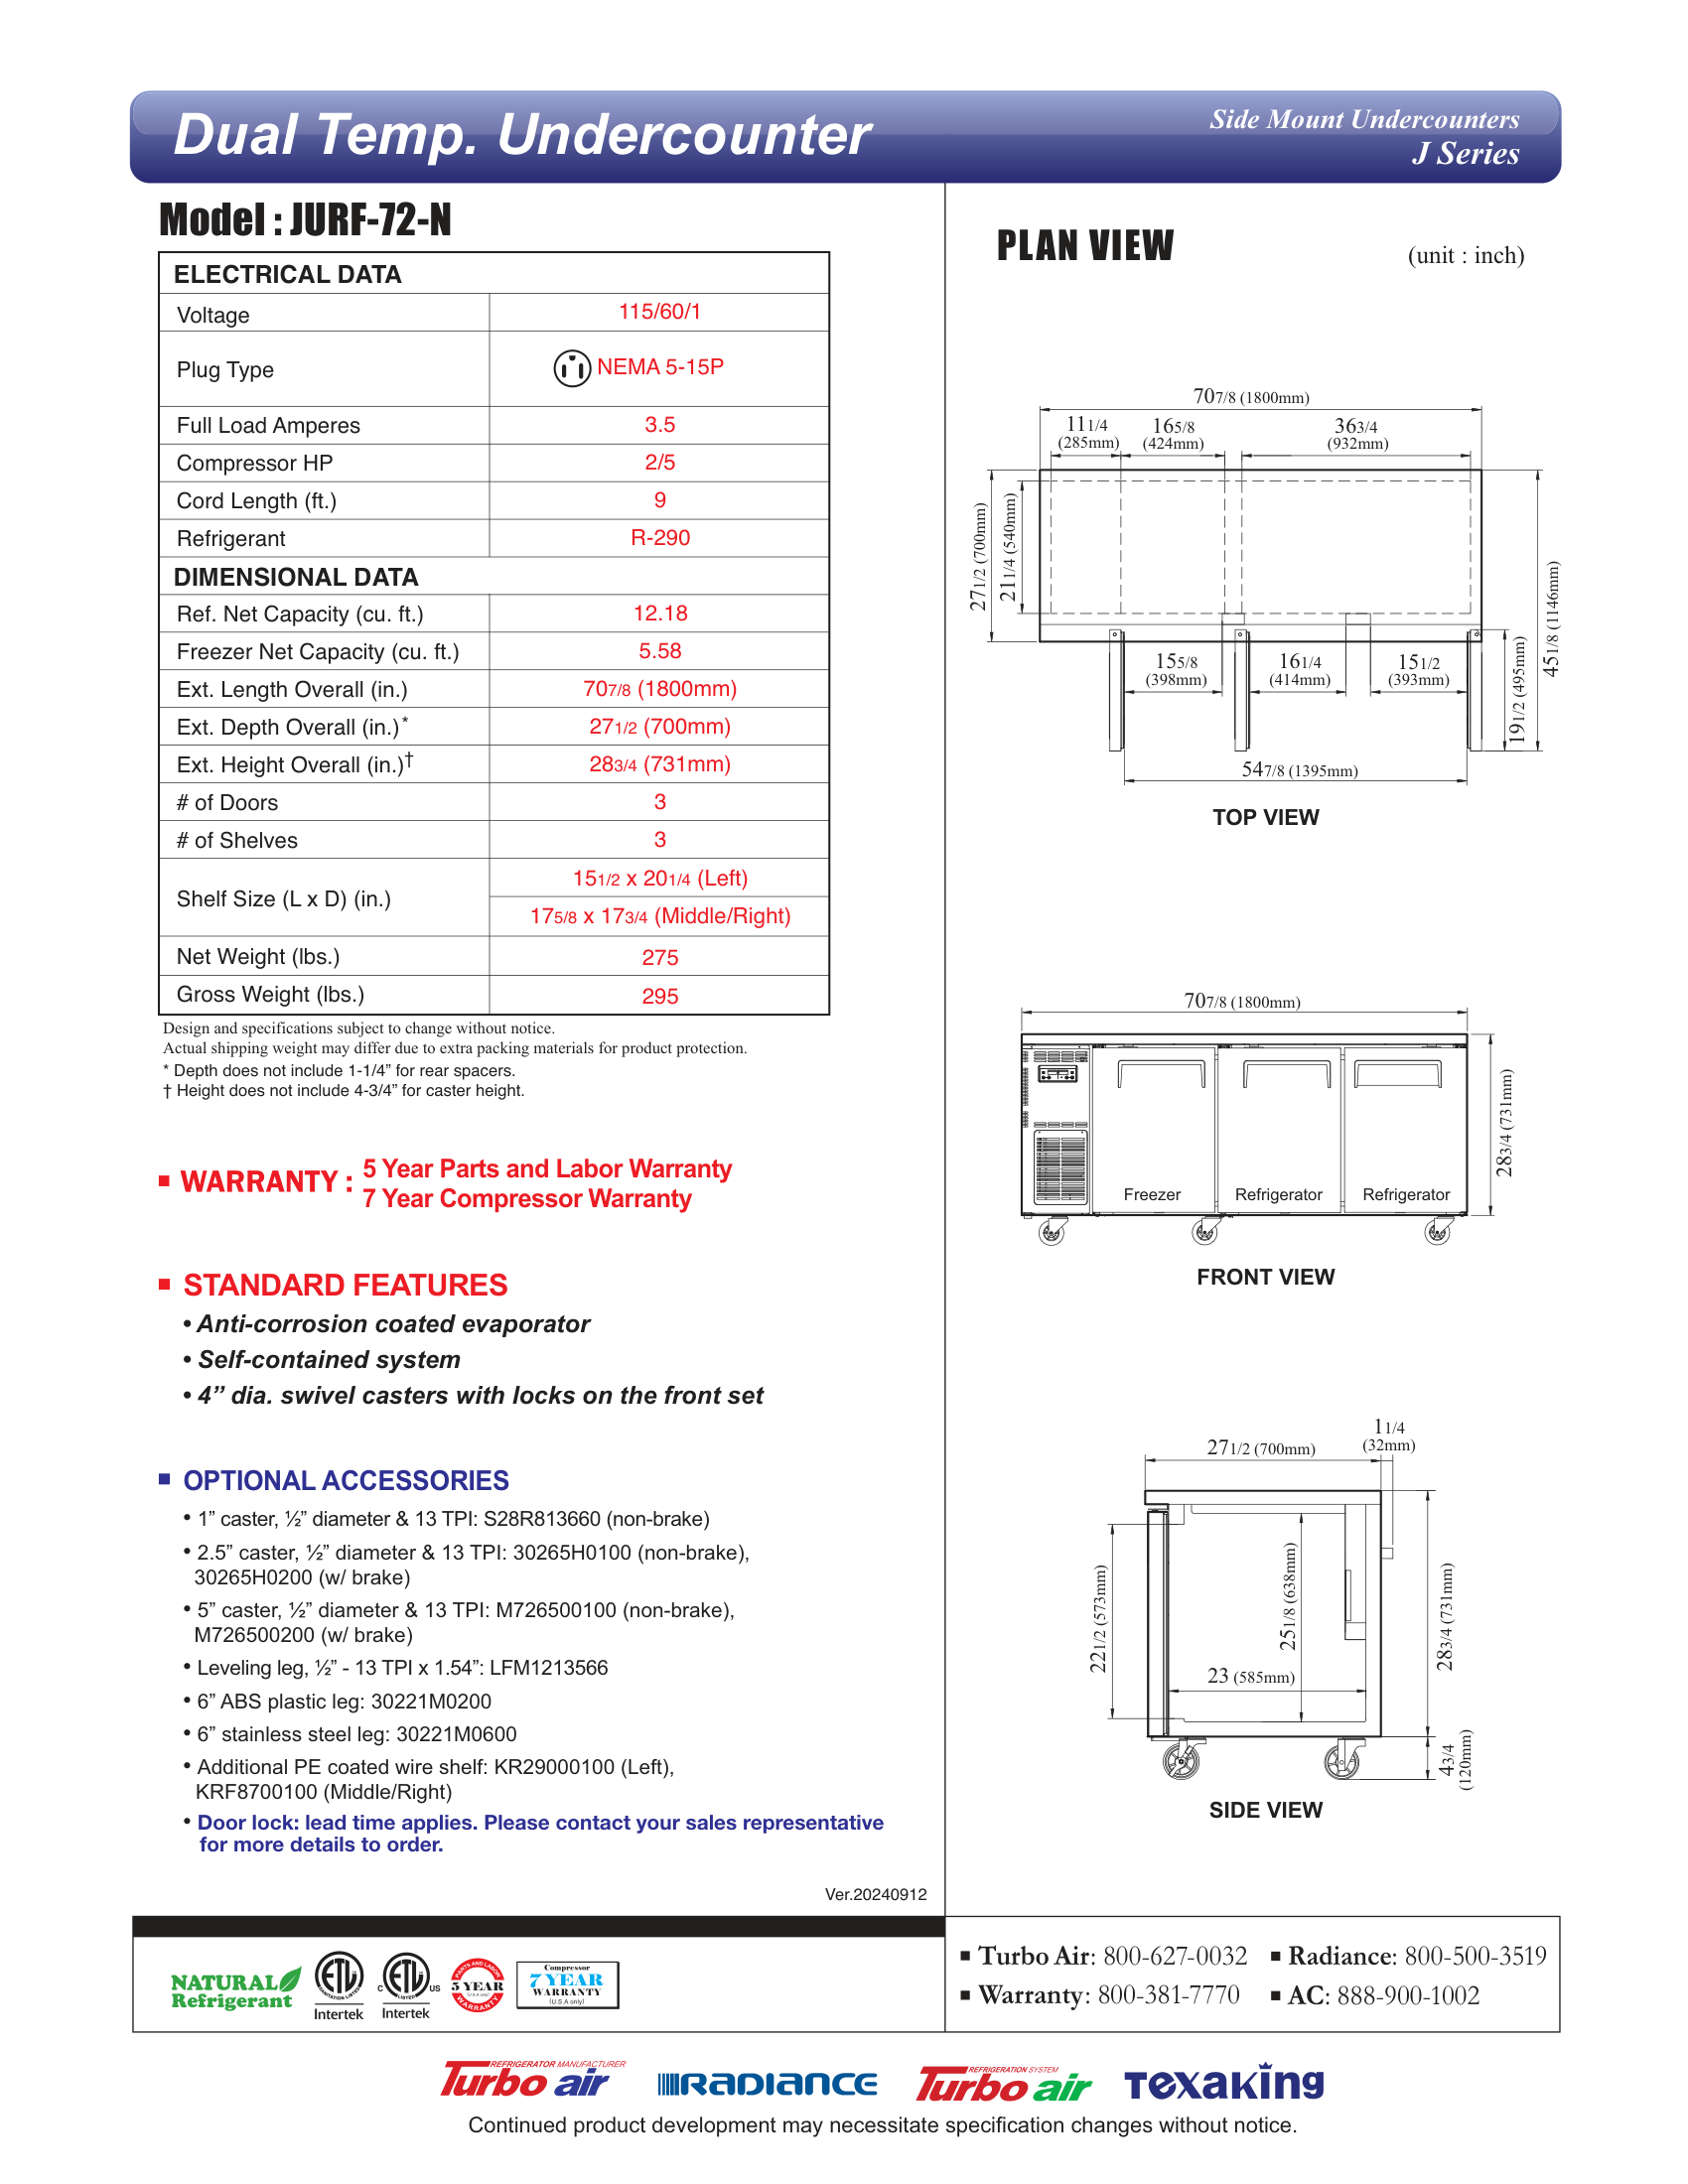 Dual Temp. Undercounter
Side Mount Undercounters
J Series
Model : JURF-72-N
ELECTRICAL DATA
Voltage 115/60/1
Plug Type NEMA 5-15P
Full Load Amperes 3.5
Compressor HP 2/5
Cord Length (ft.) 9
Refrigerant R-290
DIMENSIONAL DATA
Ref. Net Capacity (cu. ft.) 12.18
Freezer Net Capacity (cu. ft.) 5.58
Ext. Length Overall (in.) 70 7/8 (1800mm)
Ext. Depth Overall (in.)* 27 1/2 (700mm)
Ext. Height Overall (in.)† 28 3/4 (731mm)
# of Doors 3
# of Shelves 3
Shelf Size (L x D) (in.)
15 1/2 x 20 1/4 (Left)
17 5/8 x 17 3/4 (Middle/Right)
Net Weight (lbs.) 275
Gross Weight (lbs.) 295
Design and specifications subject to change without notice.
Actual shipping weight may differ due to extra packing materials for product protection.
* Depth does not include 1-1/4” for rear spacers.
† Height does not include 4-3/4” for caster height.
WARRANTY : 5 Year Parts and Labor Warranty
7 Year Compressor Warranty
STANDARD FEATURES
• Anti-corrosion coated evaporator
• Self-contained system
• 4” dia. swivel casters with locks on the front set
OPTIONAL ACCESSORIES
• 1” caster, ½” diameter & 13 TPI: S28R813660 (non-brake)
• 2.5” caster, ½” diameter & 13 TPI: 30265H0100 (non-brake),
30265H0200 (w/ brake)
• 5” caster, ½” diameter & 13 TPI: M726500100 (non-brake),
M726500200 (w/ brake)
• Leveling leg, ½” - 13 TPI x 1.54”: LFM1213566
• 6” ABS plastic leg: 30221M0200
• 6” stainless steel leg: 30221M0600
• Additional PE coated wire shelf: KR29000100 (Left),
KRF8700100 (Middle/Right)
• Door lock: lead time applies. Please contact your sales representative
for more details to order.
Ver.20240912
PLAN VIEW
(unit : inch)
70 7/8 (1800mm)
11 1/4
(285mm)
16 5/8
(424mm)
36 3/4
(932mm)
27 1/2 (700mm)
21 1/4 (540mm)
45 1/8 (1146mm)
19 1/2 (495mm)
15 5/8
(398mm)
16 1/4
(414mm)
15 1/2
(393mm)
54 7/8 (1395mm)
TOP VIEW
70 7/8 (1800mm)
28 3/4 (731mm)
Freezer
Refrigerator
Refrigerator
FRONT VIEW
27 1/2 (700mm)
1 1/4
(32mm)
22 1/2 (573mm)
25 1/8 (638mm)
23 (585mm)
28 3/4 (731mm)
4 3/4
(120mm)
SIDE VIEW
NATURAL
Refrigerant
ETL
SANITATION LISTED
Intertek
ETL
LISTED
C US
Intertek
PARTS AND LABOR
5 YEAR
(U.S.A only)
WARRANTY
Compressor
7 YEAR
WARRANTY
(U.S.A only)
Turbo Air: 800-627-0032
Radiance: 800-500-3519
Warranty: 800-381-7770
AC: 888-900-1002
REFRIGERATOR MANUFACTURER
Turbo air
RADIANCE
REFRIGERATION SYSTEM
Turbo air
Texaking
Continued product development may necessitate specification changes without notice.